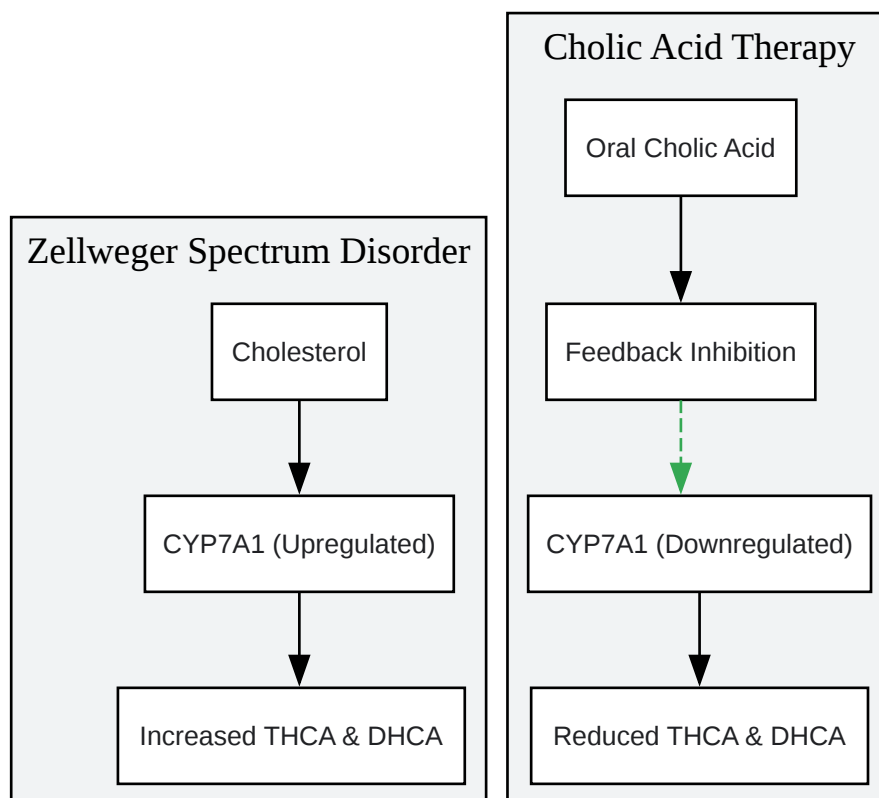 Zellweger Spectrum Disorder
Cholesterol
CYP7A1 (Upregulated)
Increased THCA & DHCA
Cholic Acid Therapy
Oral Cholic Acid
Feedback Inhibition
CYP7A1 (Downregulated)
Reduced THCA & DHCA